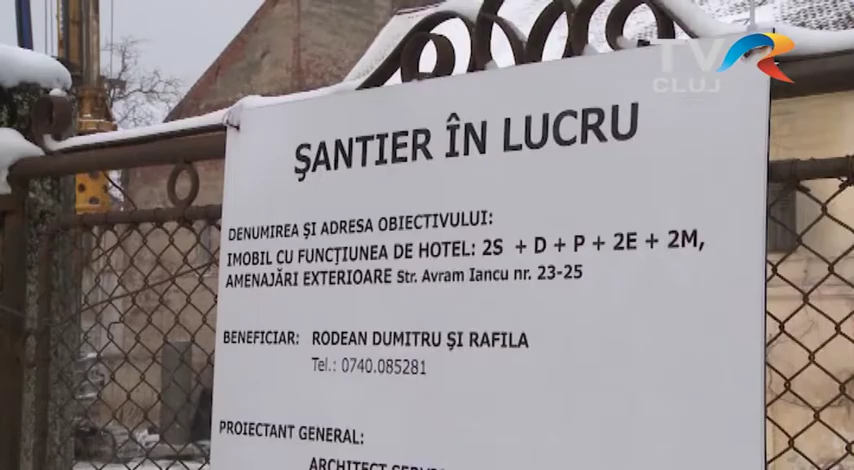 TVR
CLUJ
ŞANTIER ÎN LUCRU
DENUMIREA ŞI ADRESA OBIECTIVULUI:
IMOBIL CU FUNCŢIUNEA DE HOTEL: 2S + D + P + 2E + 2M,
AMENAJĂRI EXTERIOARE Str. Avram Iancu nr. 23-25
BENEFICIAR: RODEAN DUMITRU ŞI RAFILA
Tel.: 0740.085281
PROIECTANT GENERAL:
ARCHITECT